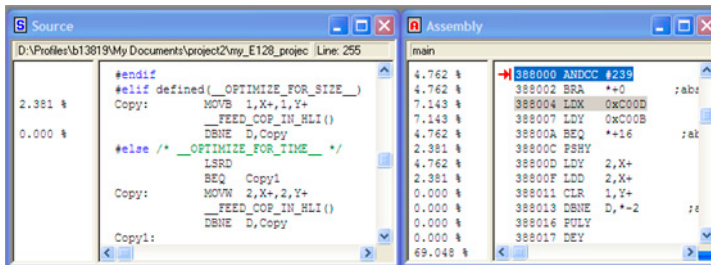 S Source
D:\Profiles\b13819\My Documents\project2\my_E128_projec Line: 255
#endif
#elif defined(__OPTIMIZE_FOR_SIZE__)
2.381 % Copy: MOVB 1,X+,1,Y+
__FEED_COP_IN_HLI()
0.000 % DBNE D,Copy
#else /* __OPTIMIZE_FOR_TIME__ */
LSRD
BEQ Copy1
Copy: MOVW 2,X+,2,Y+
__FEED_COP_IN_HLI()
DBNE D,Copy
Copy1:
A Assembly
main
4.762 % 388000 ANDCC #239
4.762 % 388002 BRA *+0 ;abs
7.143 % 388004 LDX 0xC00D
7.143 % 388007 LDY 0xC00B
4.762 % 38800A BEQ *+16 ;ab
2.381 % 38800C PSHY
4.762 % 38800D LDY 2,X+
2.381 % 38800F LDD 2,X+
0.000 % 388011 CLR 1,Y+
0.000 % 388013 DBNE D,*-2
0.000 % 388016 PULY
0.000 % 388017 DEY
69.048 %